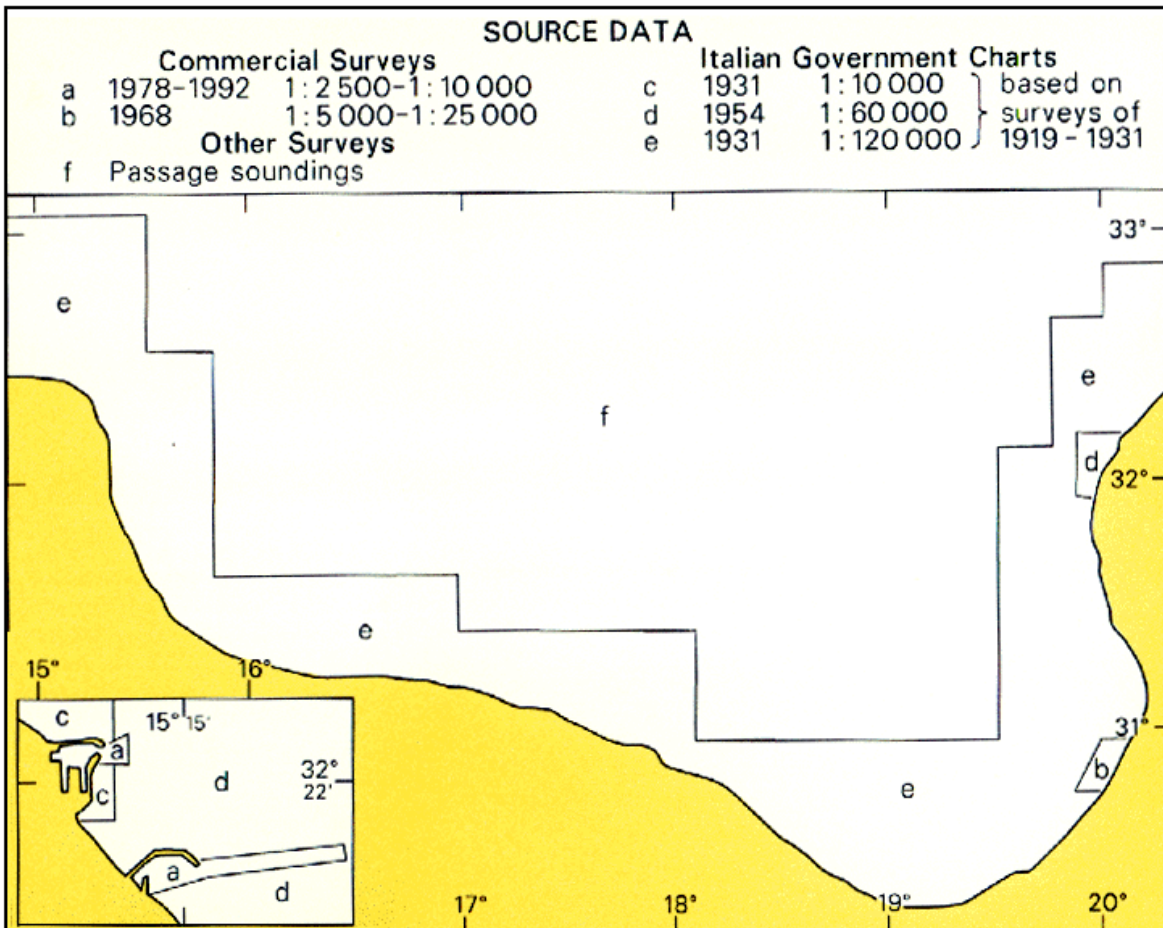 SOURCE DATA
Commercial Surveys
a 1978-1992 1:2 500-1:10 000
b 1968 1:5 000-1:25 000
Other Surveys
f Passage soundings
Italian Government Charts
c 1931 1:10 000
d 1954 1:60 000
e 1931 1:120 000
based on
surveys of
1919-1931
33°
e
e
f
d
32°
e
15°
16°
31°
b
e
c
15° 15'
a
d
32°
22'
c
a
d
17°
18°
19°
20°